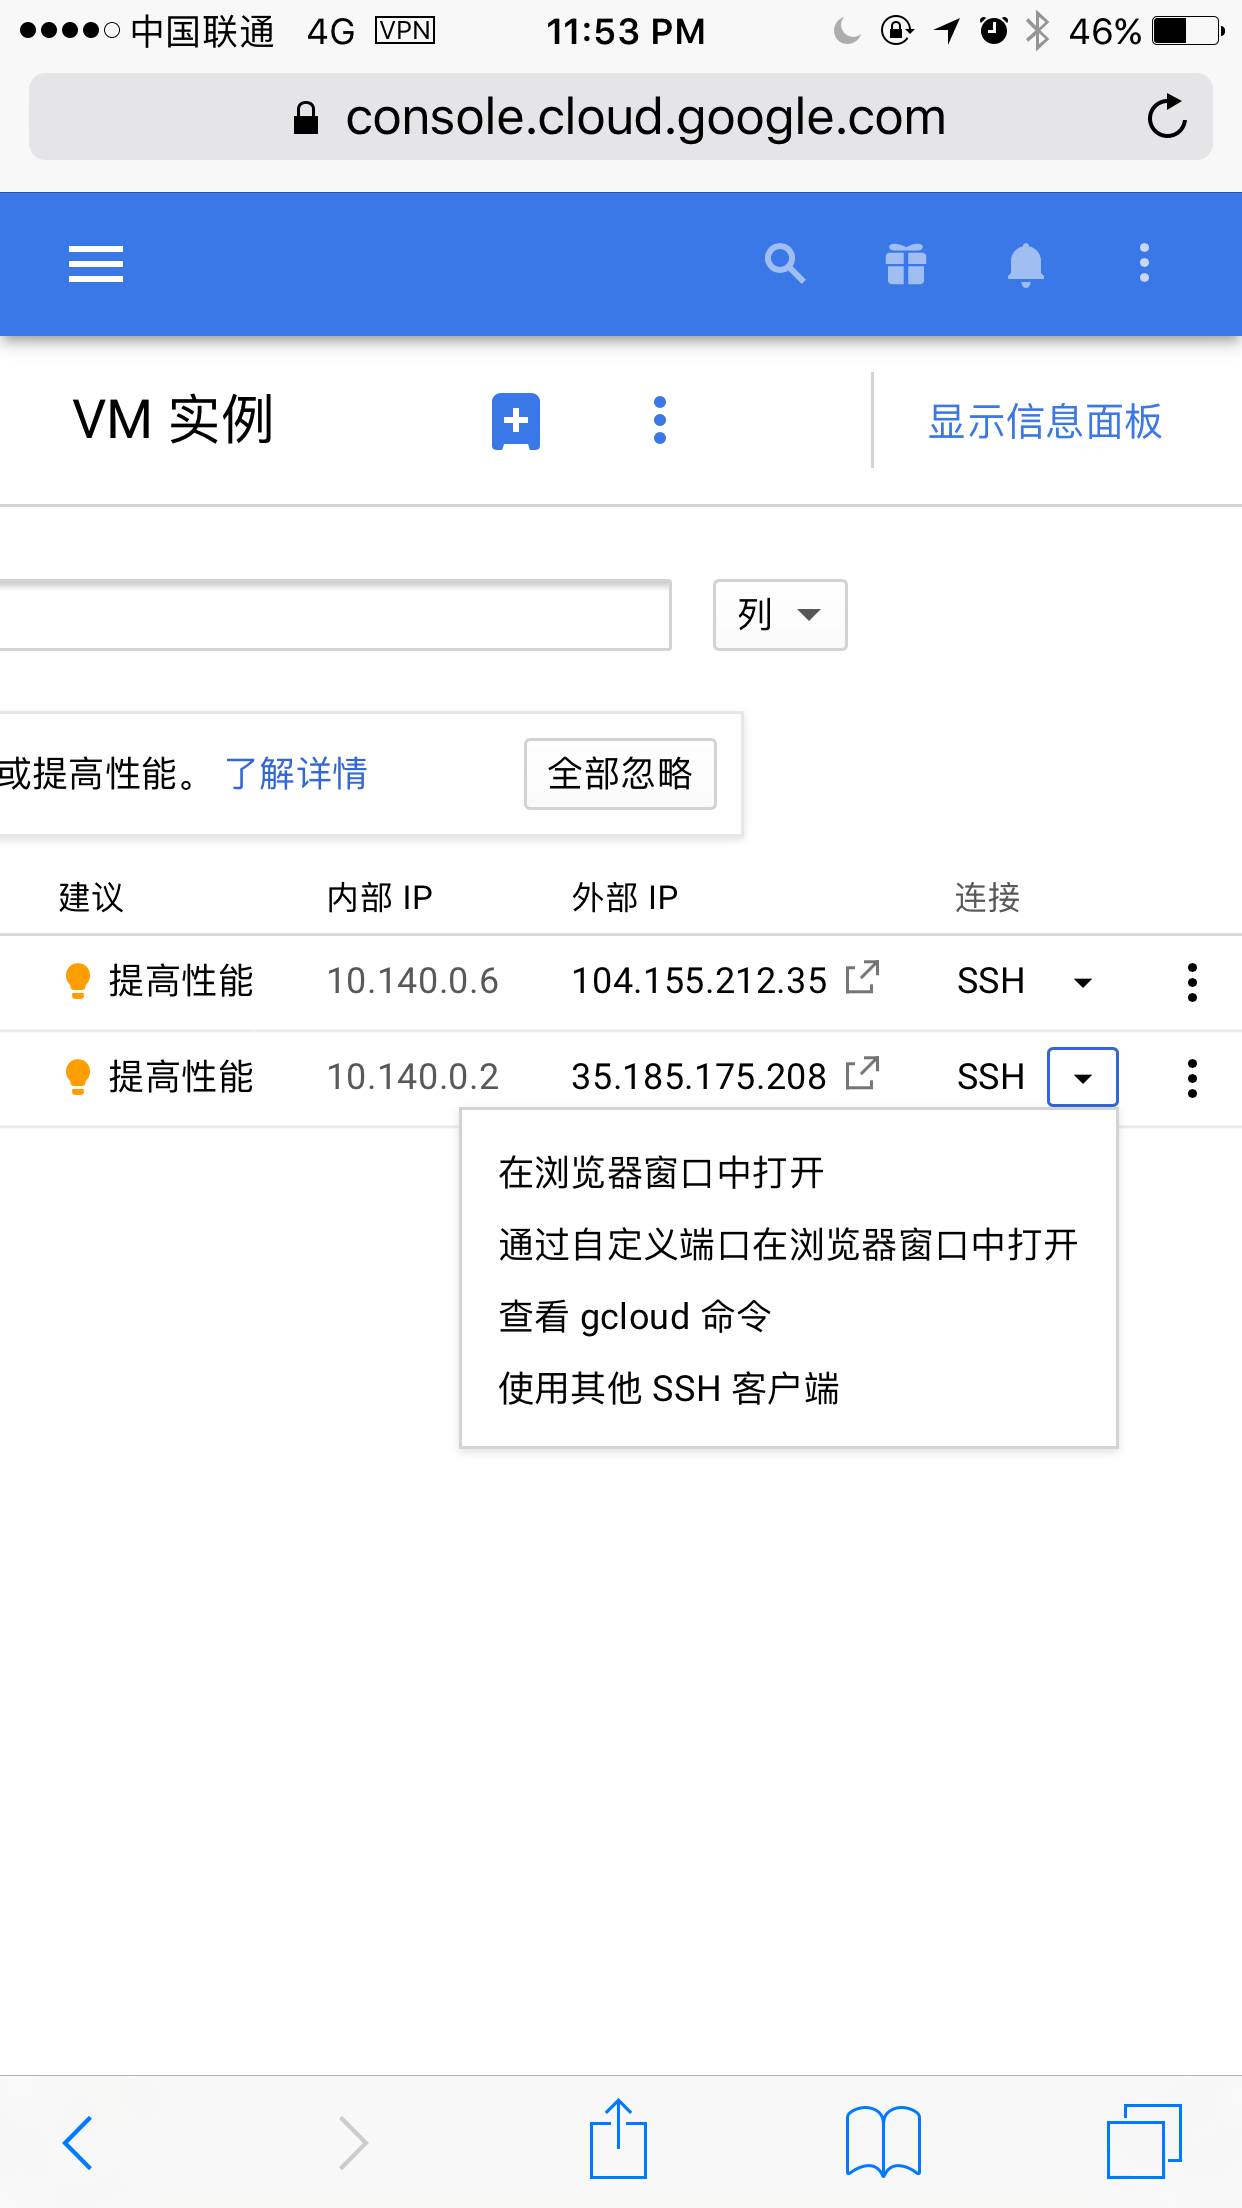 中国联通 4G VPN 11:53 PM 46%
console.cloud.google.com
VM 实例 显示信息面板
列
或提高性能。 了解详情 全部忽略
建议 内部 IP 外部 IP 连接
提高性能 10.140.0.6 104.155.212.35 SSH
提高性能 10.140.0.2 35.185.175.208 SSH
在浏览器窗口中打开
通过自定义端口在浏览器窗口中打开
查看 gcloud 命令
使用其他 SSH 客户端